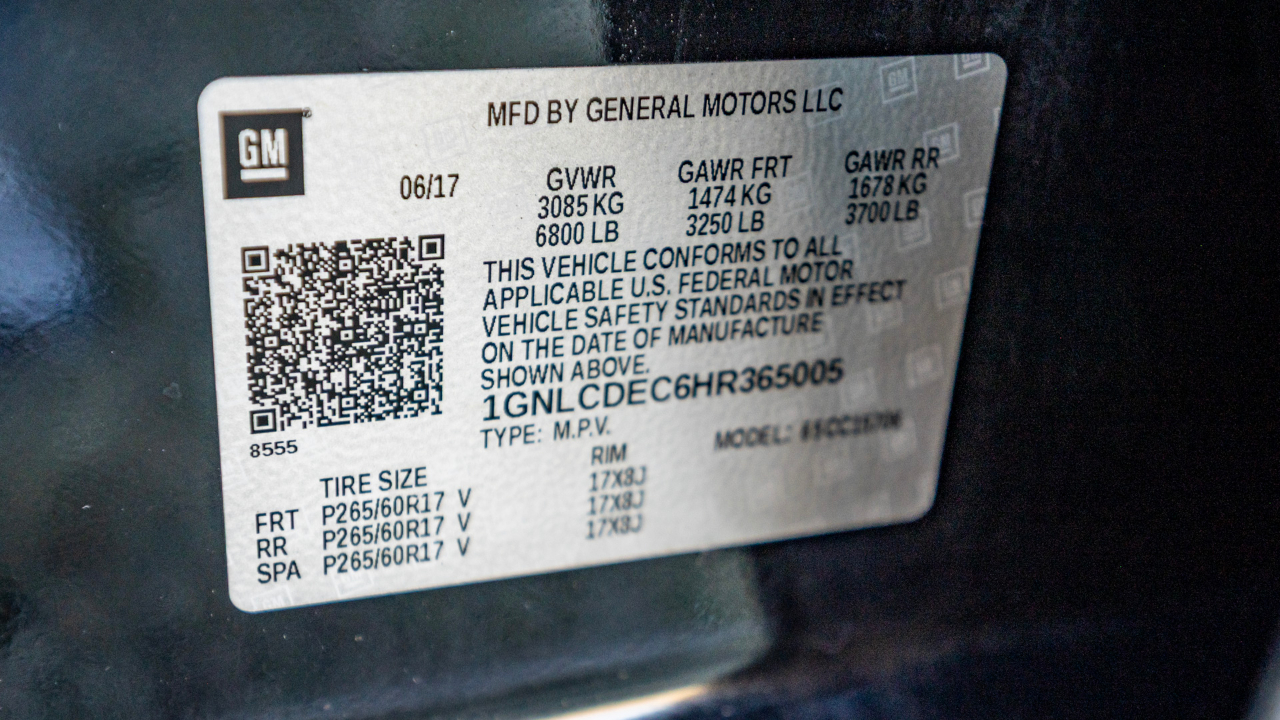 GM
MFD BY GENERAL MOTORS LLC
06/17
GVWR GAWR FRT GAWR RR
3085 KG 1474 KG 1678 KG
6800 LB 3250 LB 3700 LB
THIS VEHICLE CONFORMS TO ALL
APPLICABLE U.S. FEDERAL MOTOR
VEHICLE SAFETY STANDARDS IN EFFECT
ON THE DATE OF MANUFACTURE
SHOWN ABOVE.
1GNLCDEC6HR365005
8555
TYPE: M.P.V. MODEL:
TIRE SIZE RIM
FRT P265/60R17 V 17X8J
RR P265/60R17 V 17X8J
SPA P265/60R17 V 17X8J